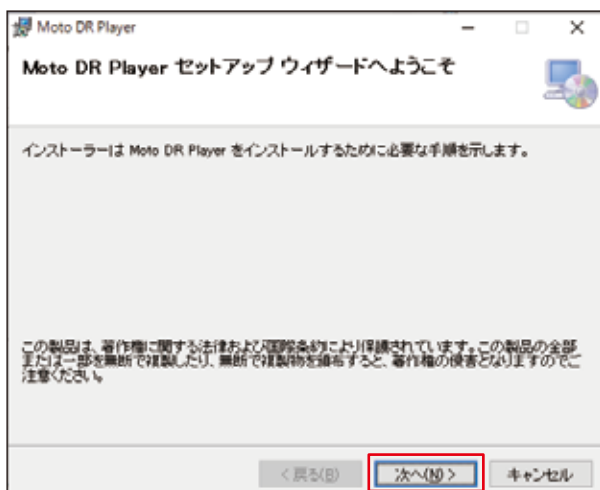 Moto DR Player
Moto DR Player セットアップ ウィザードへようこそ
インストーラーは Moto DR Player をインストールするために必要な手順を示します。
この製品は、著作権に関する法律および国際条約により保護されています。この製品の全部
または一部を無断で複製したり、無断で複製物を頒布すると、著作権の侵害となりますのでご
注意ください。
< 戻る(B)
次へ(N) >
キャンセル